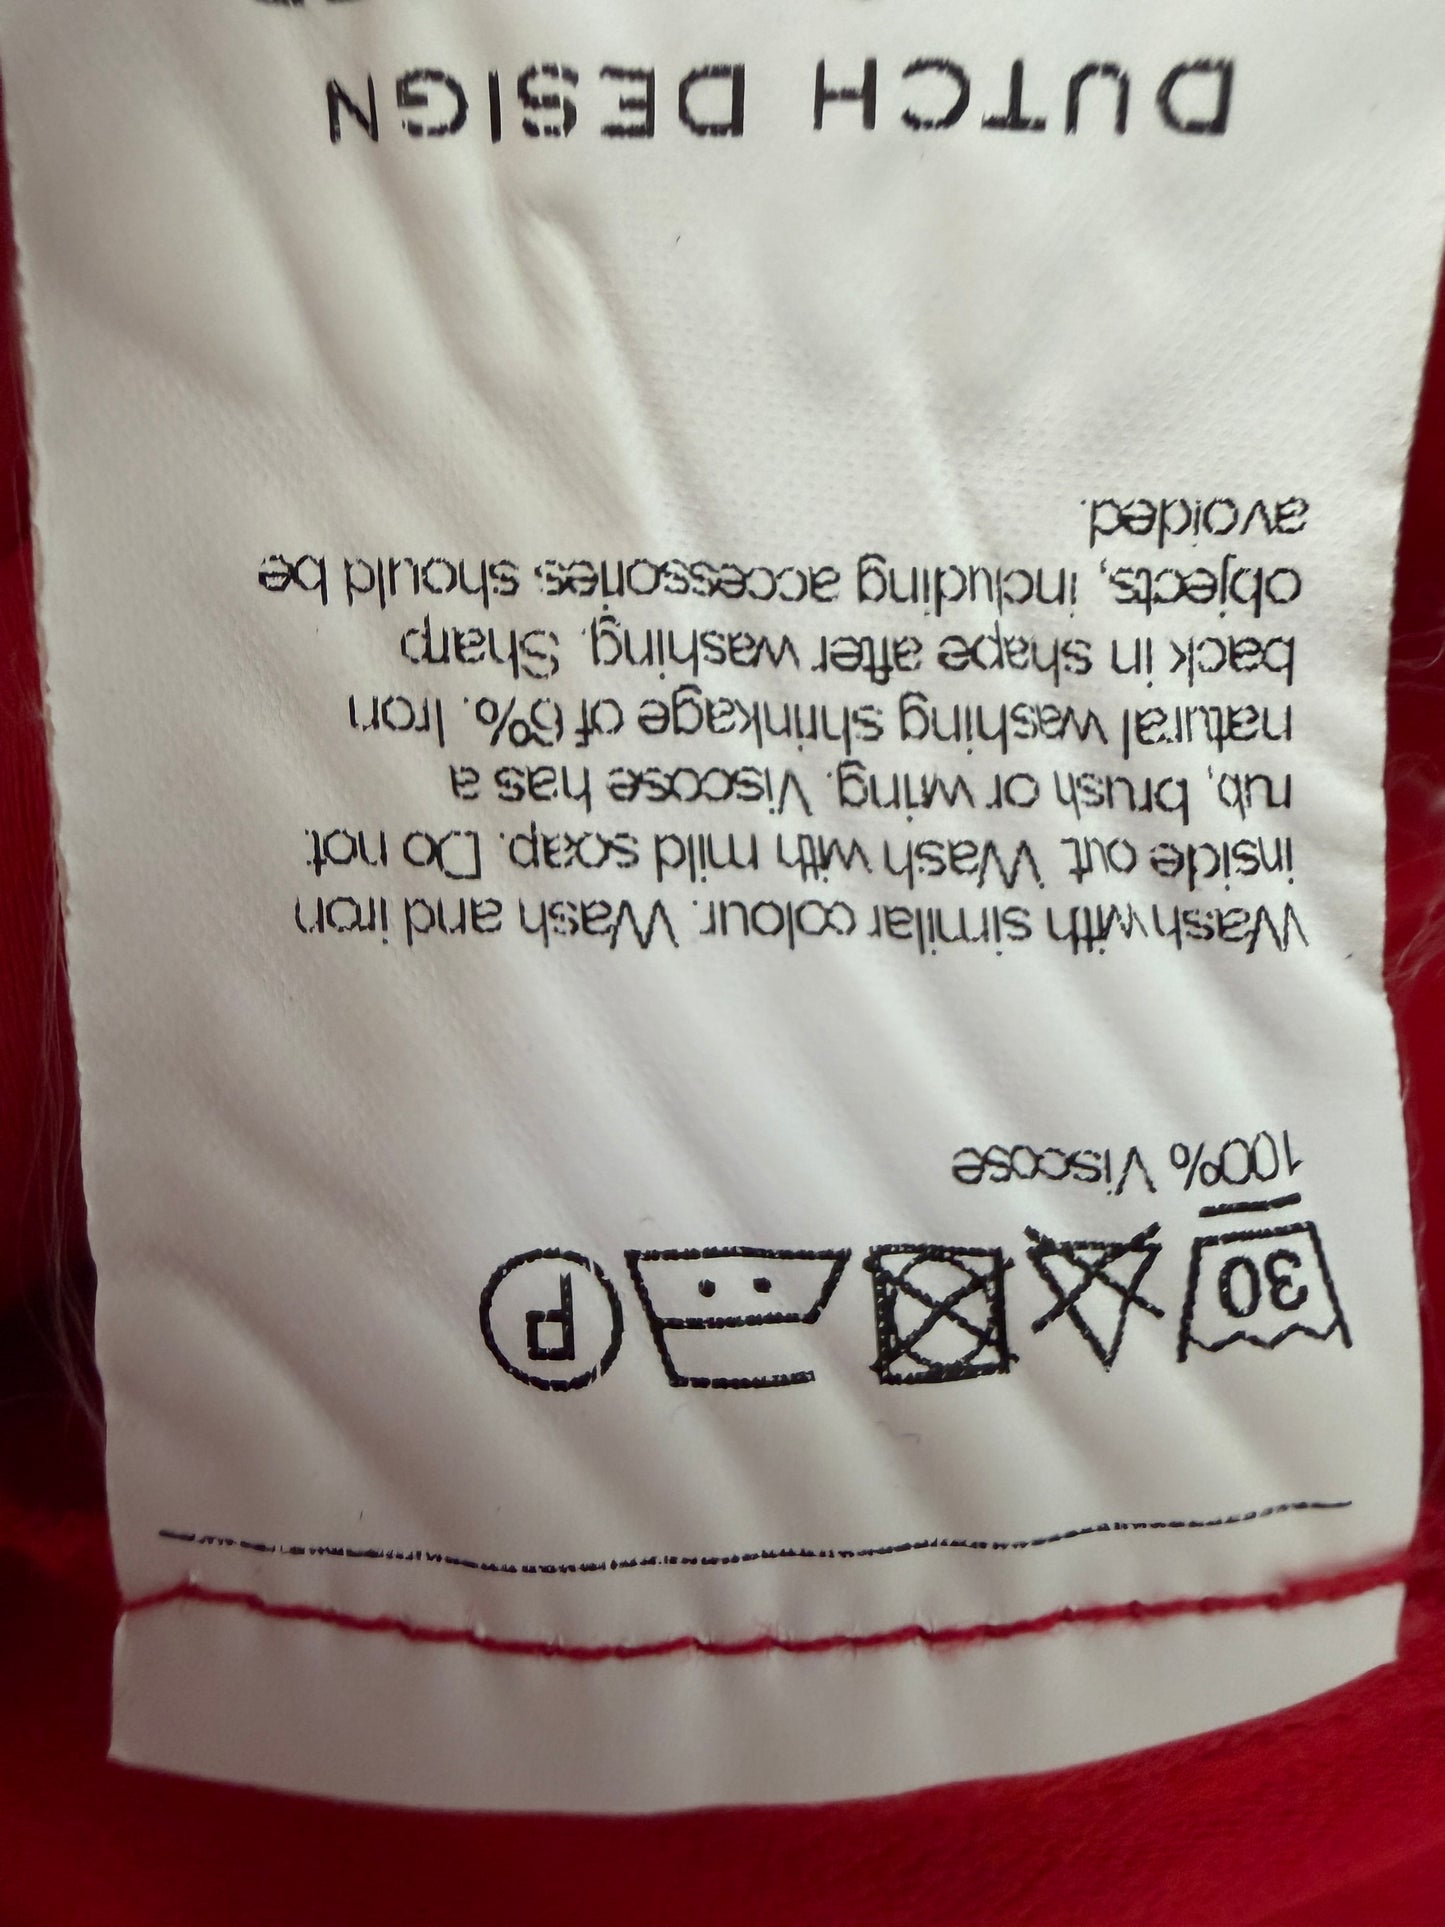 30
P
100% Viscose
Wash with similar colour. Wash and iron
inside out. Wash with mild soap. Do not
rub, brush or wring. Viscose has a
natural washing shrinkage of 6%. Iron
back in shape after washing. Sharp
objects, including accessories, should be
avoided.
DUTCH DESIGN